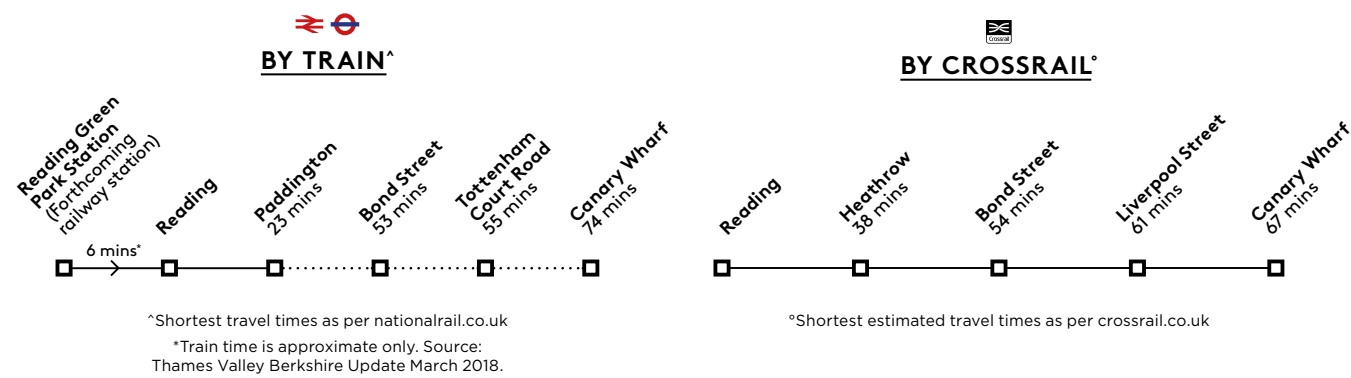 BY TRAIN^
Reading Green
Park Station
(Forthcoming
railway station)
6 mins*
Reading
Paddington
23 mins
Bond Street
53 mins
Tottenham
Court Road
55 mins
Canary Wharf
74 mins
^Shortest travel times as per nationalrail.co.uk
*Train time is approximate only. Source:
Thames Valley Berkshire Update March 2018.
Crossrail
BY CROSSRAIL°
Reading
Heathrow
38 mins
Bond Street
54 mins
Liverpool Street
61 mins
Canary Wharf
67 mins
°Shortest estimated travel times as per crossrail.co.uk